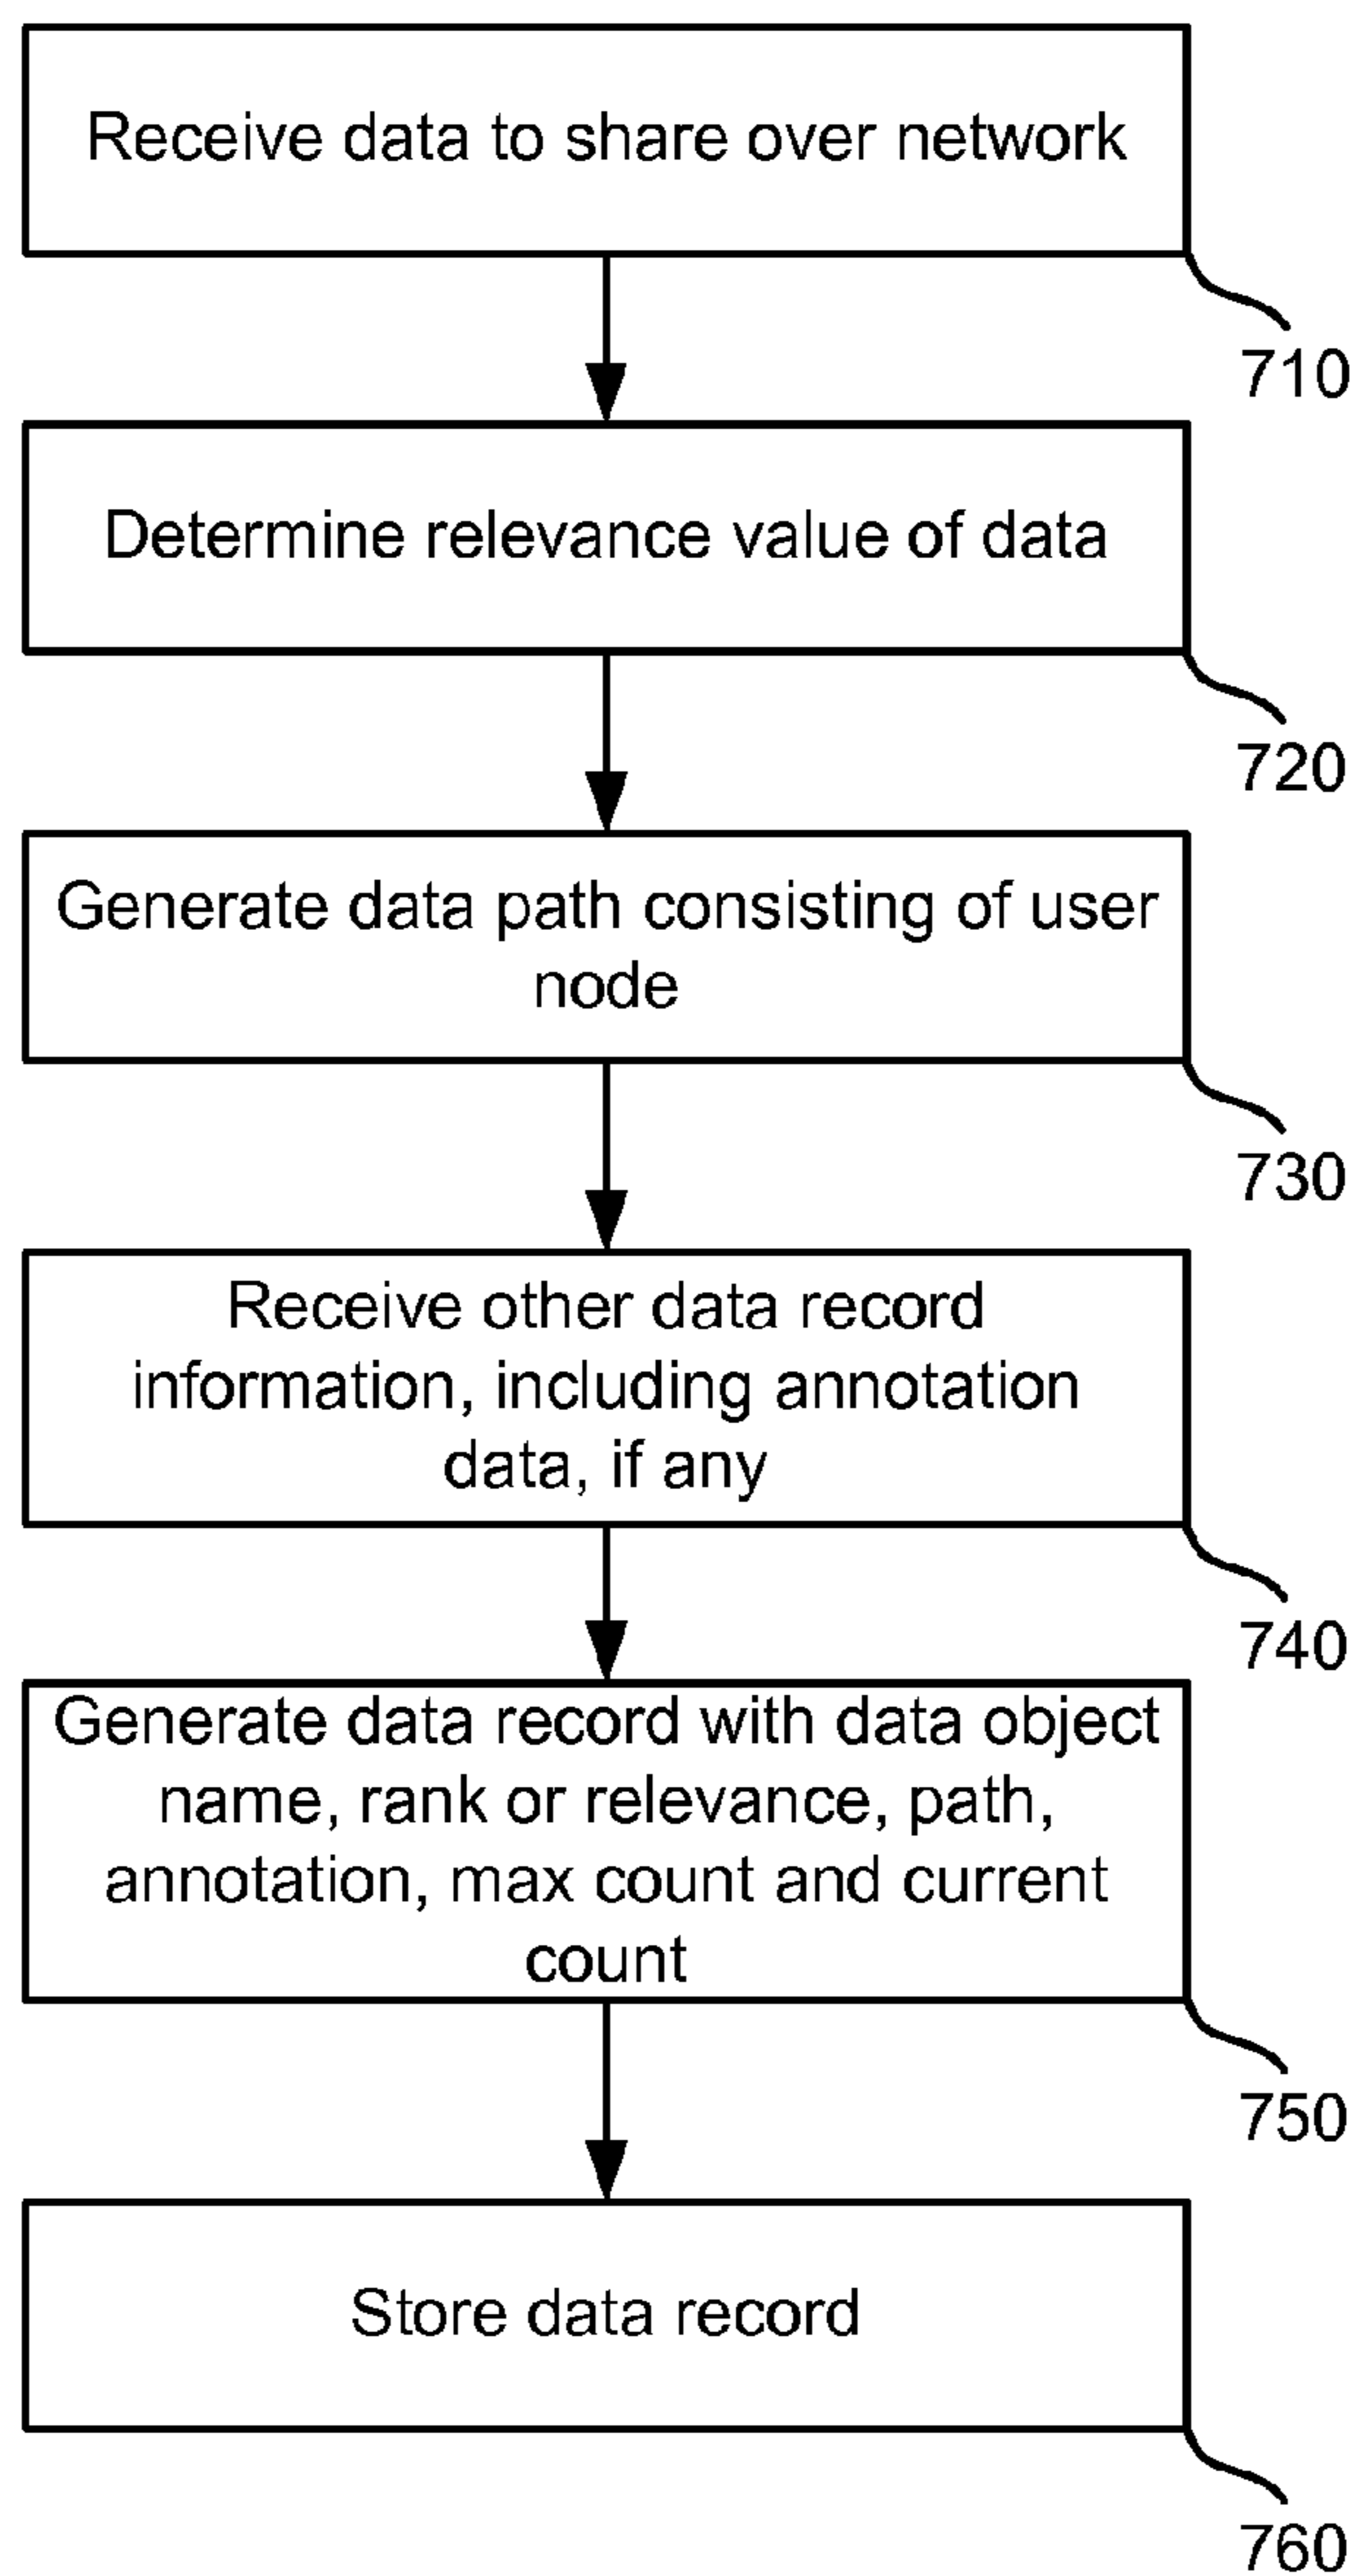 Receive data to share over network
710
Determine relevance value of data
720
Generate data path consisting of user
node
730
Receive other data record
information, including annotation
data, if any
740
Generate data record with data object
name, rank or relevance, path,
annotation, max count and current
count
750
Store data record
760